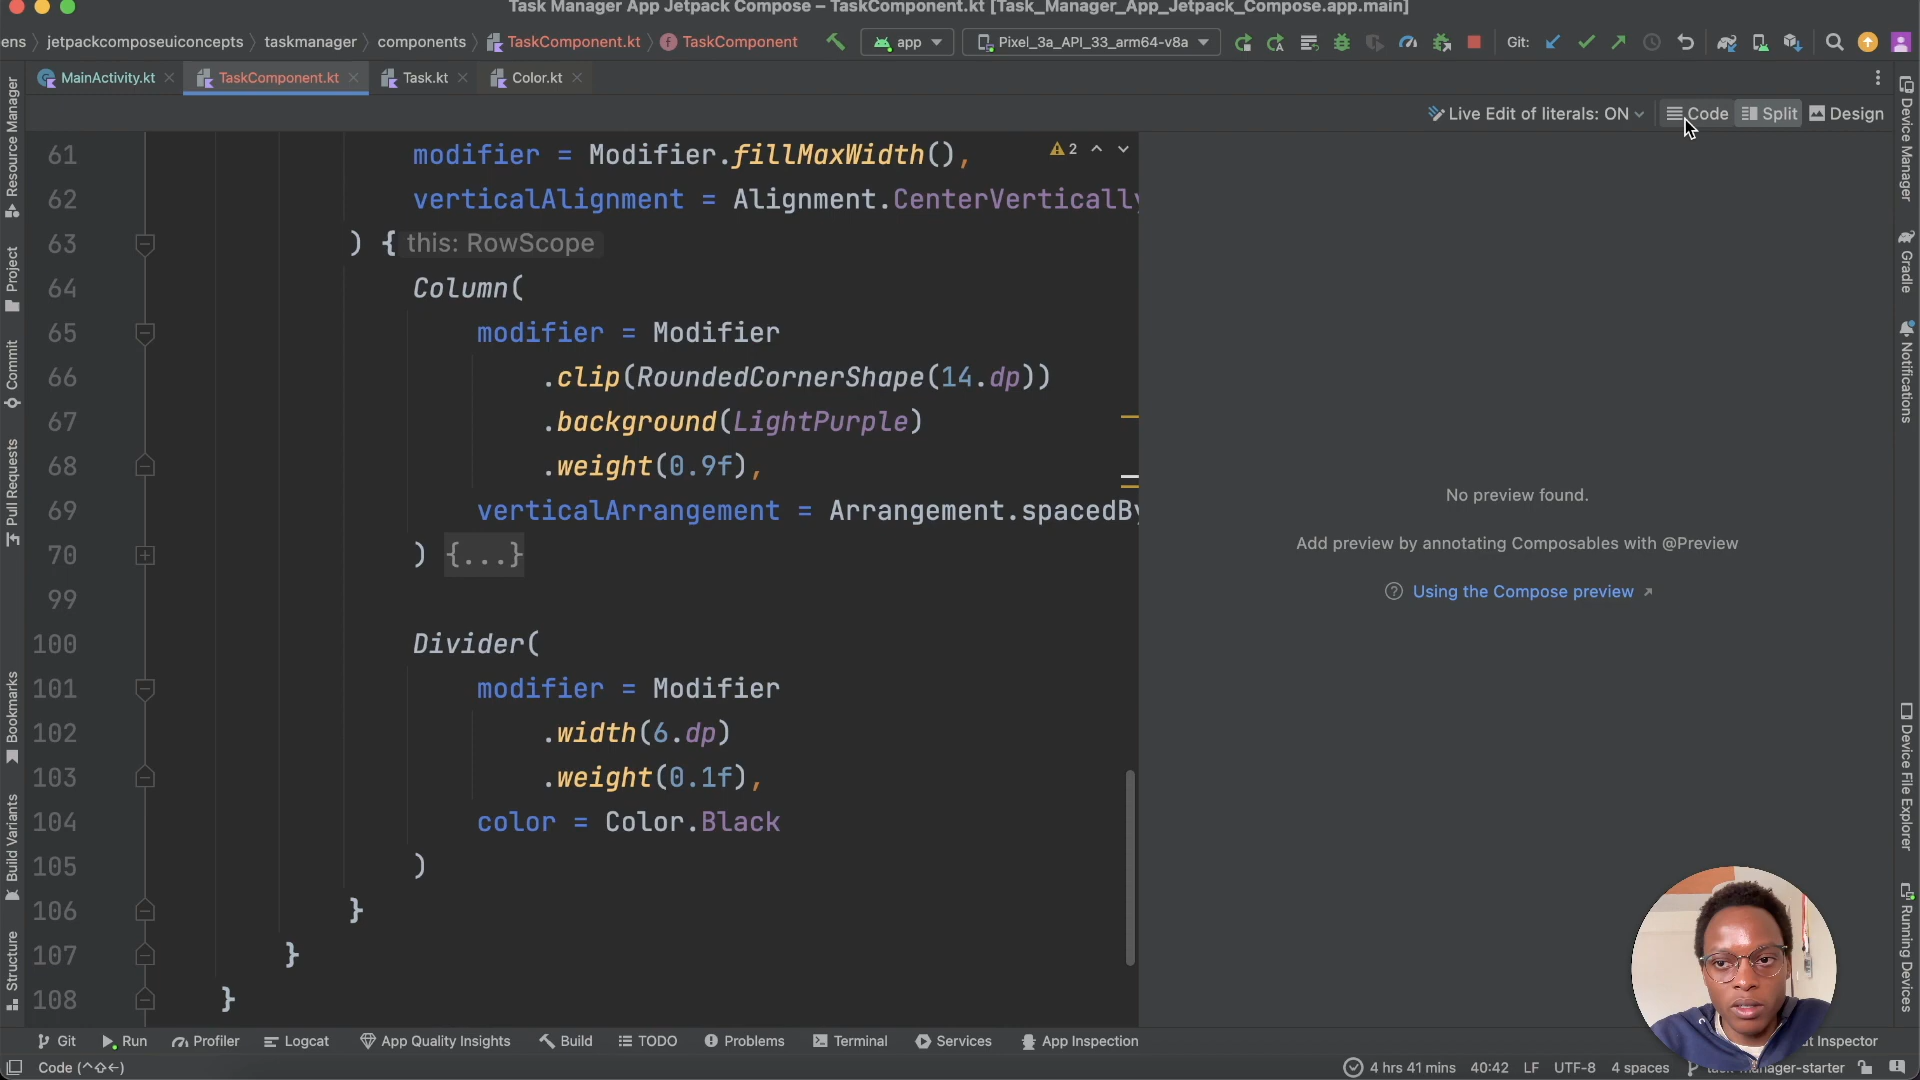 Task Manager App Jetpack Compose – TaskComponent.kt [Task_Manager_App_Jetpack_Compose.app.main]
ens jetpackcomposeuiconcepts taskmanager components TaskComponent.kt TaskComponent app Pixel_3a_API_33_arm64-v8a Git:
MainActivity.kt TaskComponent.kt Task.kt Color.kt
Live Edit of literals: ON Code Split Design
61 modifier = Modifier.fillMaxWidth(), 2
62 verticalAlignment = Alignment.CenterVertically
63 ) { this: RowScope
64 Column(
65 modifier = Modifier
66 .clip(RoundedCornerShape(14.dp))
67 .background(LightPurple)
68 .weight(0.9f),
69 verticalArrangement = Arrangement.spacedBy
70 ) {...}
99
100 Divider(
101 modifier = Modifier
102 .width(6.dp)
103 .weight(0.1f),
104 color = Color.Black
105 )
106 }
107 }
108 }
No preview found.
Add preview by annotating Composables with @Preview
? Using the Compose preview
Resource Manager
Project
Commit
Pull Requests
Bookmarks
Build Variants
Structure
Device Manager
Gradle
Notifications
Device File Explorer
Running Devices
Git Run Profiler Logcat App Quality Insights Build TODO Problems Terminal Services App Inspection Inspector
Code (^⇧←) 4 hrs 41 mins 40:42 LF UTF-8 4 spaces